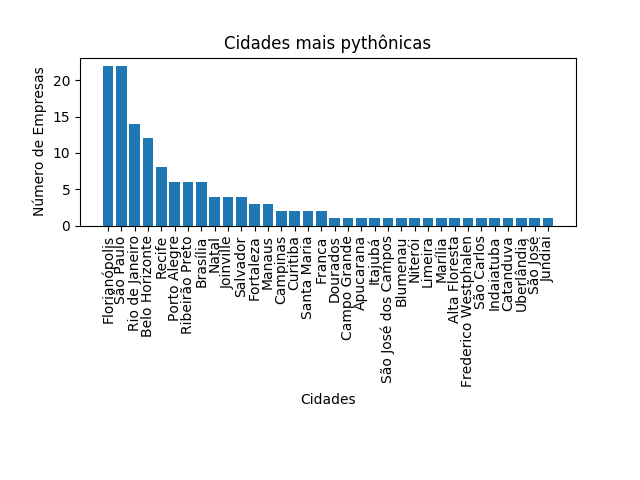 Cidades mais pythônicas
Número de Empresas
20
15
10
5
0
Florianópolis
São Paulo
Rio de Janeiro
Belo Horizonte
Recife
Porto Alegre
Ribeirão Preto
Brasília
Natal
Joinville
Salvador
Fortaleza
Manaus
Campinas
Curitiba
Santa Maria
Franca
Dourados
Campo Grande
Apucarana
Itajubá
São José dos Campos
Blumenau
Niterói
Limeira
Marília
Alta Floresta
Frederico Westphalen
São Carlos
Indaiatuba
Catanduva
Uberlândia
São José
Jundiaí
Cidades